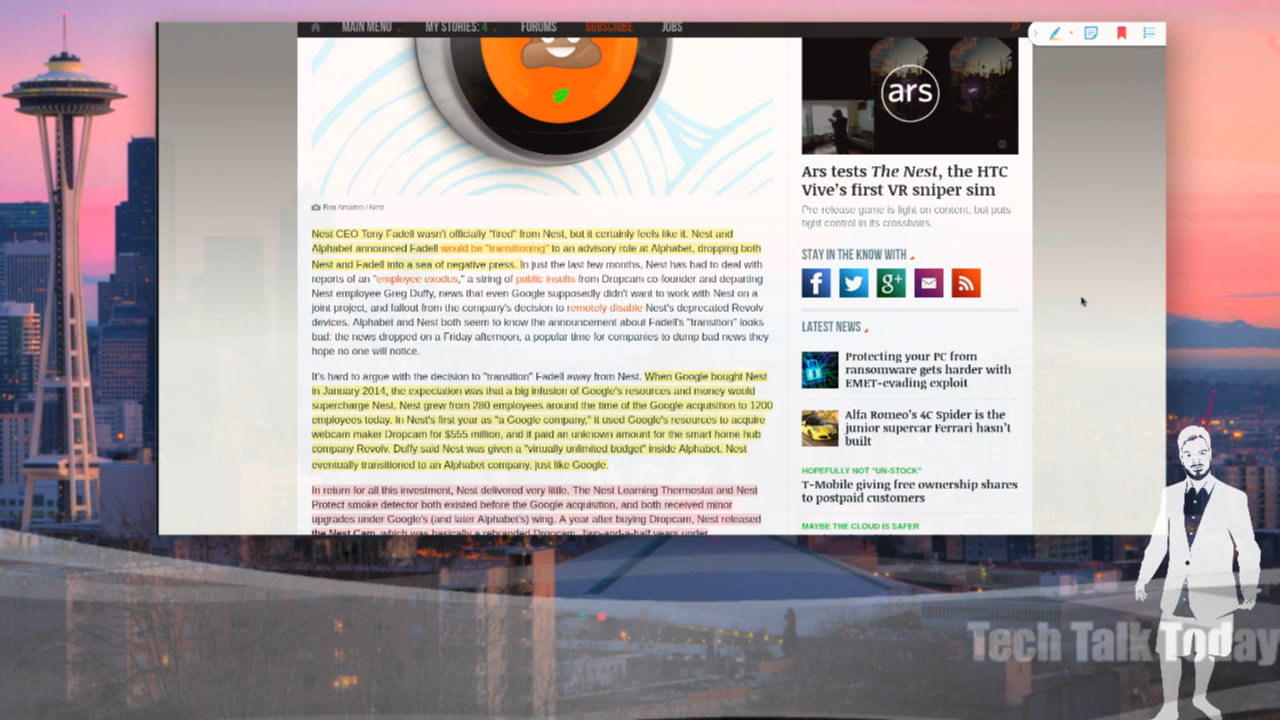 MAIN MENU
MY STORIES: 4
FORUMS
SUBSCRIBE
JOBS
Ron Amadeo / Nest
Nest CEO Tony Fadell wasn't officially "fired" from Nest, but it certainly feels like it. Nest and
Alphabet announced Fadell would be "transitioning" to an advisory role at Alphabet, dropping both
Nest and Fadell into a sea of negative press. In just the last few months, Nest has had to deal with
reports of an "employee exodus," a string of public insults from Dropcam co-founder and departing
Nest employee Greg Duffy, news that even Google supposedly didn't want to work with Nest on a
joint project, and fallout from the company's decision to remotely disable Nest's deprecated Revolv
devices. Alphabet and Nest both seem to know the announcement about Fadell's "transition" looks
bad: the news dropped on a Friday afternoon, a popular time for companies to dump bad news they
hope no one will notice.
It's hard to argue with the decision to "transition" Fadell away from Nest. When Google bought Nest
in January 2014, the expectation was that a big infusion of Google's resources and money would
supercharge Nest. Nest grew from 280 employees around the time of the Google acquisition to 1200
employees today. In Nest's first year as "a Google company," it used Google's resources to acquire
webcam maker Dropcam for $555 million, and it paid an unknown amount for the smart home hub
company Revolv. Duffy said Nest was given a "virtually unlimited budget" inside Alphabet. Nest
eventually transitioned to an Alphabet company, just like Google.
In return for all this investment, Nest delivered very little. The Nest Learning Thermostat and Nest
Protect smoke detector both existed before the Google acquisition, and both received minor
upgrades under Google's (and later Alphabet's) wing. A year after buying Dropcam, Nest released
the Nest Cam, which was basically a rebranded Dropcam. Two-and-a-half years under
ars
Ars tests The Nest, the HTC
Vive's first VR sniper sim
Pre-release game is light on content, but puts
tight control in its crosshairs.
STAY IN THE KNOW WITH
f
g+
LATEST NEWS
Protecting your PC from
ransomware gets harder with
EMET-evading exploit
Alfa Romeo's 4C Spider is the
junior supercar Ferrari hasn't
built
HOPEFULLY NOT "UN-STOCK"
T-Mobile giving free ownership shares
to postpaid customers
MAYBE THE CLOUD IS SAFER
Tech Talk Today